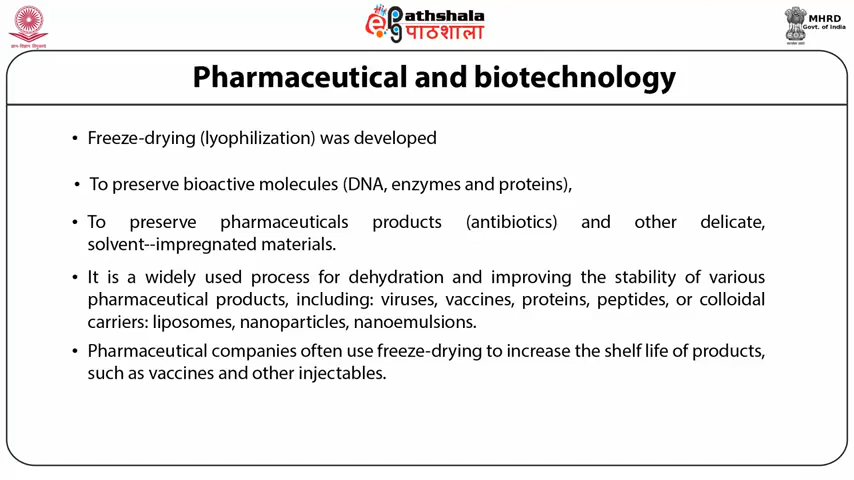 ePathshala
पाठशाला
MHRD
Govt. of India
Pharmaceutical and biotechnology
• Freeze-drying (lyophilization) was developed
• To preserve bioactive molecules (DNA, enzymes and proteins),
• To preserve pharmaceuticals products (antibiotics) and other delicate,
solvent--impregnated materials.
• It is a widely used process for dehydration and improving the stability of various
pharmaceutical products, including: viruses, vaccines, proteins, peptides, or colloidal
carriers: liposomes, nanoparticles, nanoemulsions.
• Pharmaceutical companies often use freeze-drying to increase the shelf life of products,
such as vaccines and other injectables.